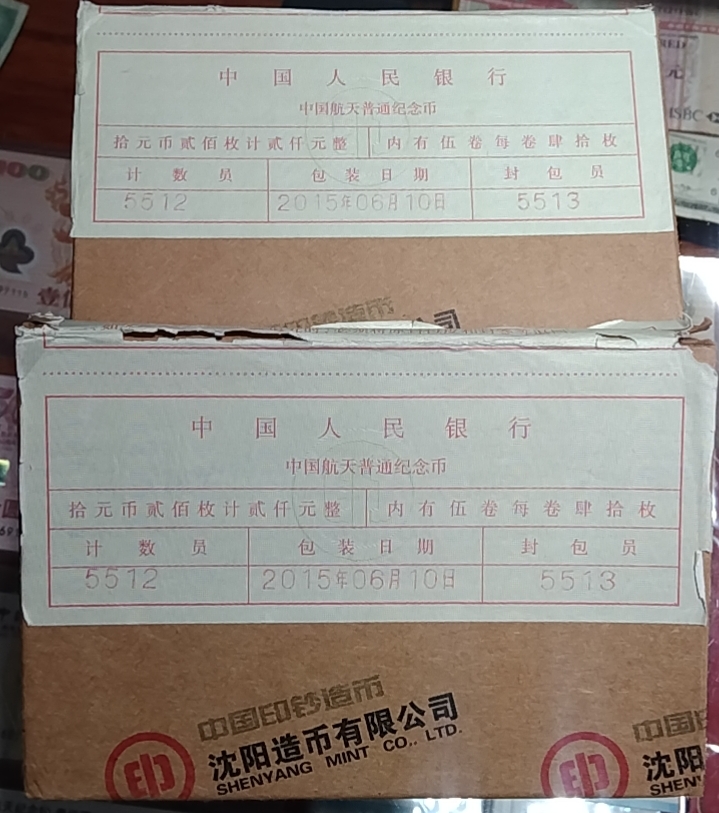 中国人民银行
中国航天普通纪念币
拾元币贰佰枚计贰仟元整 内有伍卷每卷肆拾枚
计数员 包装日期 封包员
5512 2015年06月10日 5513
中国人民银行
中国航天普通纪念币
拾元币贰佰枚计贰仟元整 内有伍卷每卷肆拾枚
计数员 包装日期 封包员
5512 2015年06月10日 5513
中国印钞造币
沈阳造币有限公司
SHENYANG MINT CO., LTD.
中国印
沈阳
SHENY